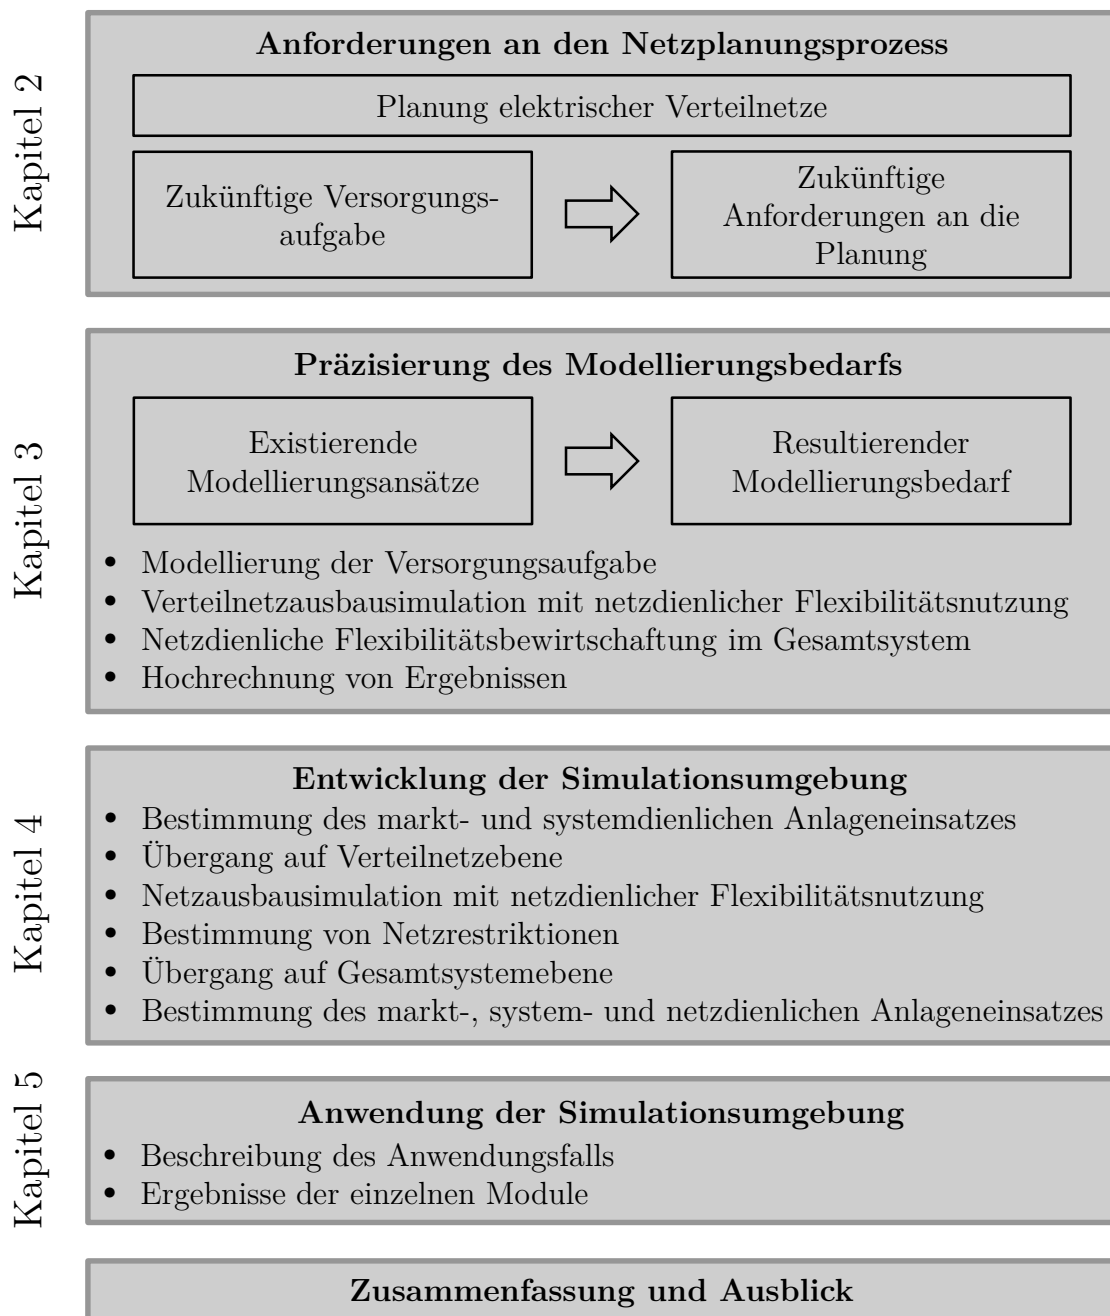 Kapitel 2
Anforderungen an den Netzplanungsprozess
Planung elektrischer Verteilnetze
Zukünftige Versorgungs-
aufgabe
Zukünftige
Anforderungen an die
Planung
Kapitel 3
Präzisierung des Modellierungsbedarfs
Existierende
Modellierungsansätze
Resultierender
Modellierungsbedarf
• Modellierung der Versorgungsaufgabe
• Verteilnetzausbausimulation mit netzdienlicher Flexibilitätsnutzung
• Netzdienliche Flexibilitätsbewirtschaftung im Gesamtsystem
• Hochrechnung von Ergebnissen
Kapitel 4
Entwicklung der Simulationsumgebung
• Bestimmung des markt- und systemdienlichen Anlageneinsatzes
• Übergang auf Verteilnetzebene
• Netzausbausimulation mit netzdienlicher Flexibilitätsnutzung
• Bestimmung von Netzrestriktionen
• Übergang auf Gesamtsystemebene
• Bestimmung des markt-, system- und netzdienlichen Anlageneinsatzes
Kapitel 5
Anwendung der Simulationsumgebung
• Beschreibung des Anwendungsfalls
• Ergebnisse der einzelnen Module
Zusammenfassung und Ausblick